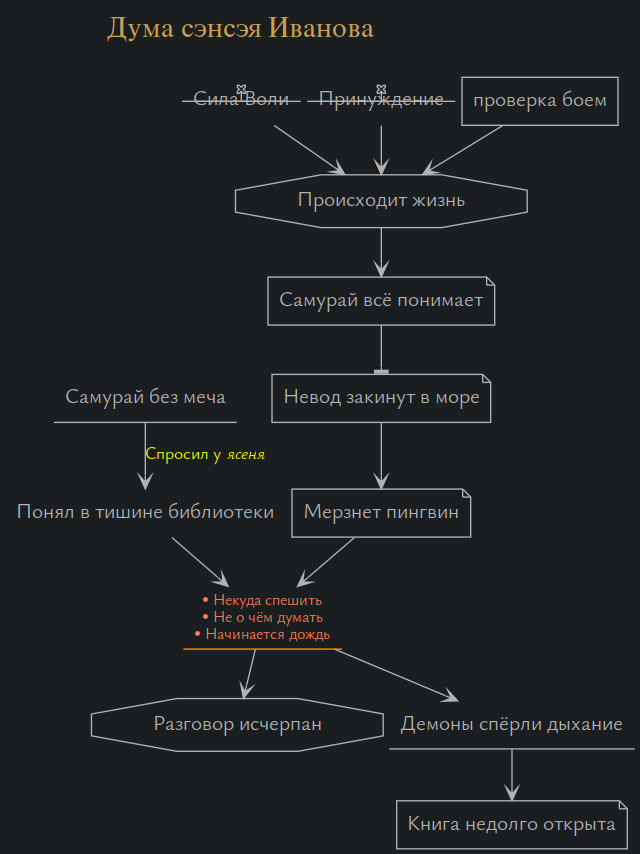 Дума сэнсэя Иванова
Сила Воли
Принуждение
проверка боем
Происходит жизнь
Самурай всё понимает
Самурай без меча
Невод закинут в море
Спросил у ясеня
Понял в тишине библиотеки
Мерзнет пингвин
• Некуда спешить
• Не о чём думать
• Начинается дождь
Разговор исчерпан
Демоны спёрли дыхание
Книга недолго открыта